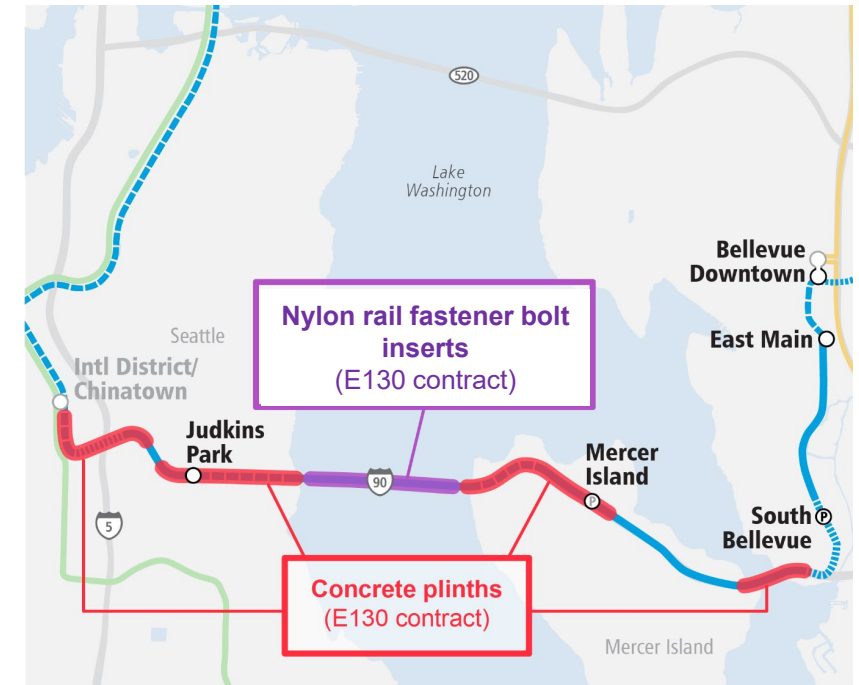 520
Lake
Washington
Bellevue
Downtown
Nylon rail fastener bolt
inserts
(E130 contract)
East Main
Seattle
Intl District/
Chinatown
Judkins
Park
90
Mercer
Island
P
South
Bellevue
P
5
Concrete plinths
(E130 contract)
Mercer Island